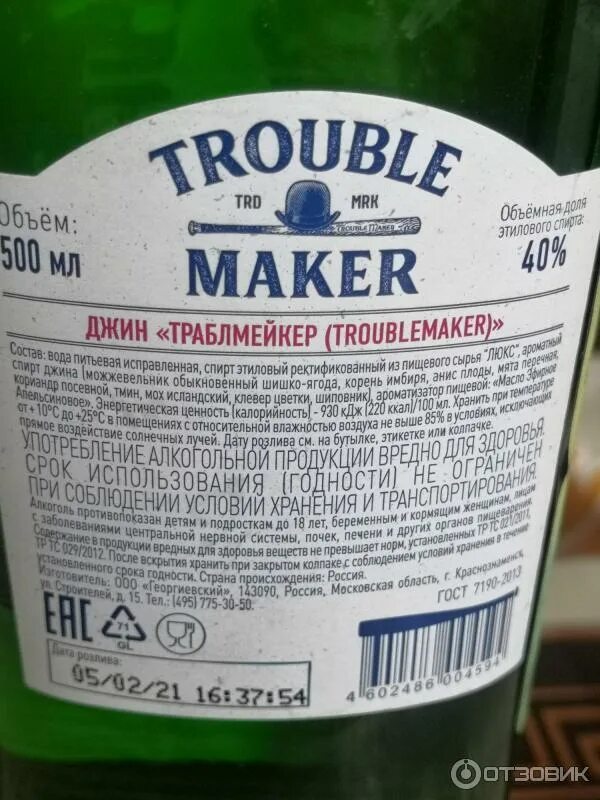 TROUBLE
TRD MRK
TROUBLE MAKER
MAKER
Объём:
500 мл
Объёмная доля
этилового спирта:
40%
ДЖИН «ТРАБЛМЕЙКЕР (TROUBLEMAKER)»
Состав: вода питьевая исправленная, спирт этиловый ректификованный из пищевого сырья "ЛЮКС", ароматный
спирт джина (можжевельник обыкновенный шишко-ягода, корень имбиря, анис плоды, мята перечная,
кориандр посевной, тмин, мох исландский, клевер цветки, шиповник), ароматизатор пищевой: «Масло Эфирное
Апельсиновое». Энергетическая ценность (калорийность) - 930 кДж (220 ккал)/100 мл. Хранить при температуре
от + 10°С до +25°С в помещениях с относительной влажностью воздуха не выше 85% в условиях, исключающих
прямое воздействие солнечных лучей. Дату розлива см. на бутылке, этикетке или колпачке.
УПОТРЕБЛЕНИЕ АЛКОГОЛЬНОЙ ПРОДУКЦИИ ВРЕДНО ДЛЯ ЗДОРОВЬЯ.
СРОК ИСПОЛЬЗОВАНИЯ (ГОДНОСТИ) НЕ ОГРАНИЧЕН
ПРИ СОБЛЮДЕНИИ УСЛОВИЙ ХРАНЕНИЯ И ТРАНСПОРТИРОВАНИЯ.
Алкоголь противопоказан детям и подросткам до 18 лет, беременным и кормящим женщинам, лицам
с заболеваниями центральной нервной системы, почек, печени и других органов пищеварения.
Содержание в продукции вредных для здоровья веществ не превышает норм, установленных ТР ТС 021/2011,
ТР ТС 029/2012. После вскрытия хранить при закрытом колпаке с соблюдением условий хранения в течение
установленного срока годности. Страна происхождения: Россия.
Изготовитель: ООО «Георгиевский», 143090, Россия, Московская область, г. Краснознаменск,
ул. Строителей, д. 15. Тел.: (495) 775-30-50.
ГОСТ 7190-2013
ЕАС
71
GL
Дата розлива:
05/02/21 16:37:54
4 602486 004594
ОТЗОВИК